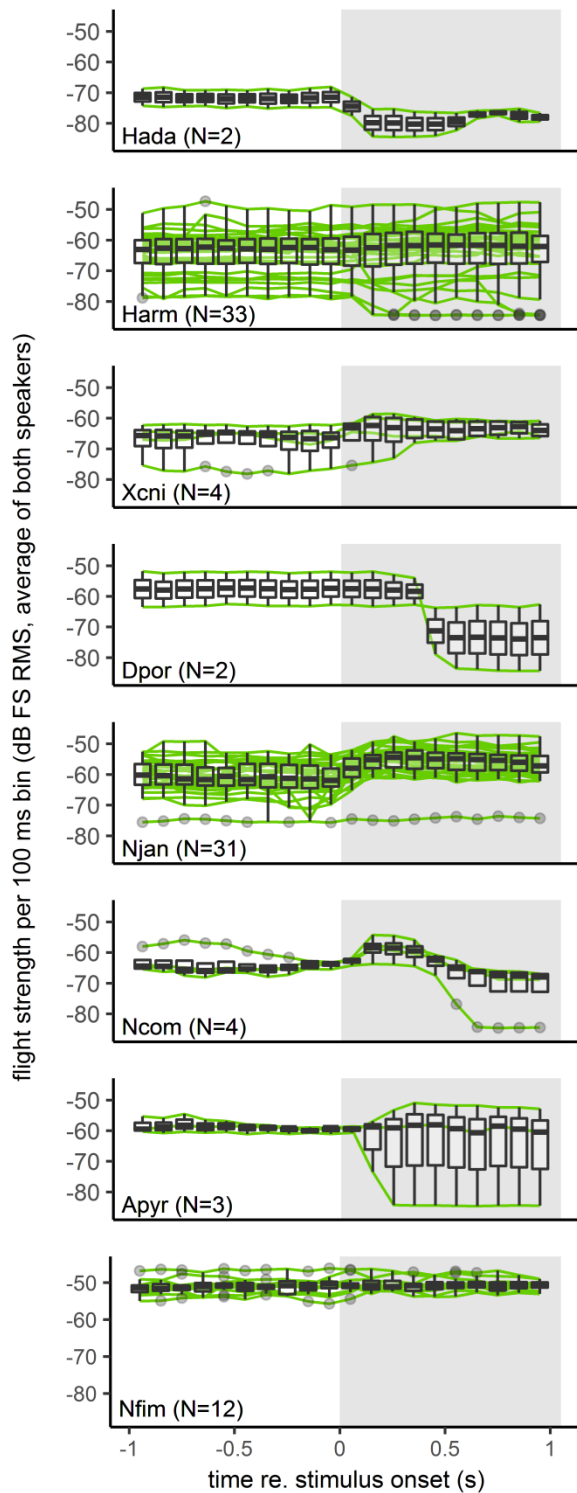 -50
-60
-70
-80
Hada (N=2)
-50
-60
-70
-80
Harm (N=33)
-50
-60
-70
-80
Xcni (N=4)
-50
-60
-70
-80
Dpor (N=2)
-50
-60
-70
-80
Njan (N=31)
-50
-60
-70
-80
Ncom (N=4)
-50
-60
-70
-80
Apyr (N=3)
-50
-60
-70
-80
Nfim (N=12)
-1 -0.5 0 0.5 1
time re. stimulus onset (s)
flight strength per 100 ms bin (dB FS RMS, average of both speakers)